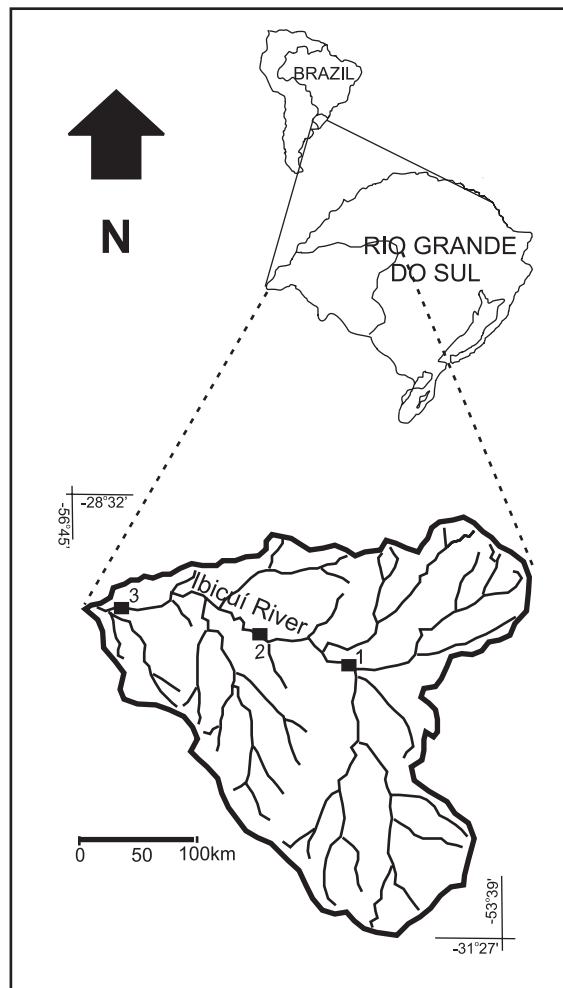 BRAZIL
N
RIO GRANDE
DO SUL
-28°32'
-56°45'
Ibicuí River
3
2
1
0 50 100km
-53°39'
-31°27'